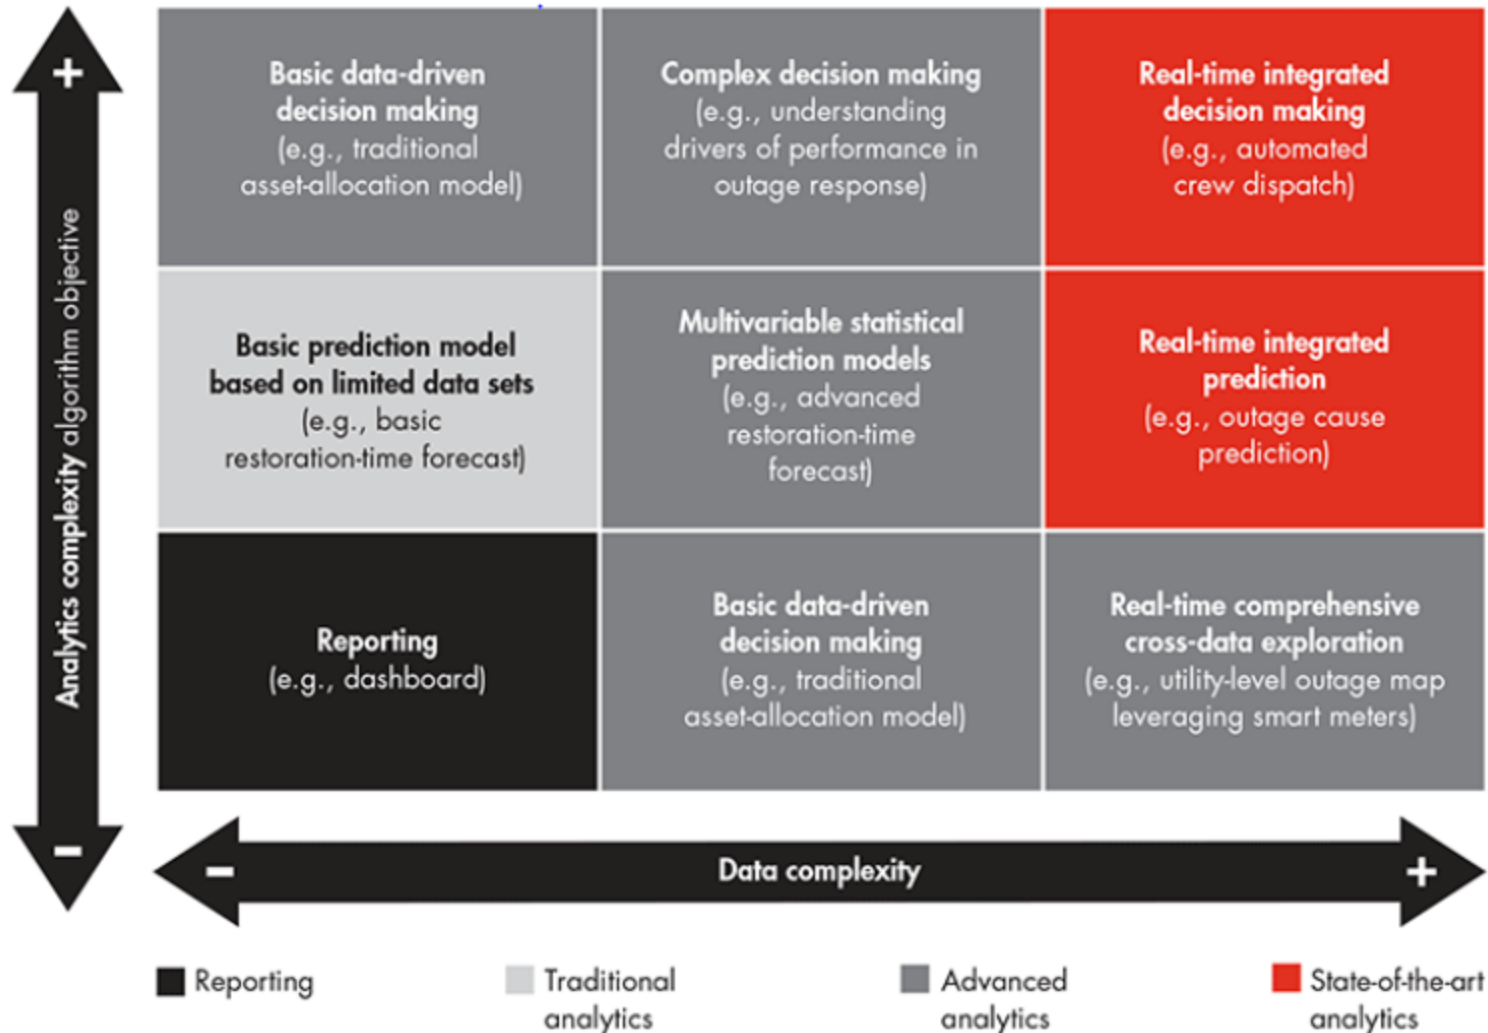 +
Analytics complexity algorithm objective
−
Basic data-driven
decision making
(e.g., traditional
asset-allocation model)
Complex decision making
(e.g., understanding
drivers of performance in
outage response)
Real-time integrated
decision making
(e.g., automated
crew dispatch)
Basic prediction model
based on limited data sets
(e.g., basic
restoration-time forecast)
Multivariable statistical
prediction models
(e.g., advanced
restoration-time
forecast)
Real-time integrated
prediction
(e.g., outage cause
prediction)
Reporting
(e.g., dashboard)
Basic data-driven
decision making
(e.g., traditional
asset-allocation model)
Real-time comprehensive
cross-data exploration
(e.g., utility-level outage map
leveraging smart meters)
− Data complexity +
Reporting
Traditional
analytics
Advanced
analytics
State-of-the-art
analytics